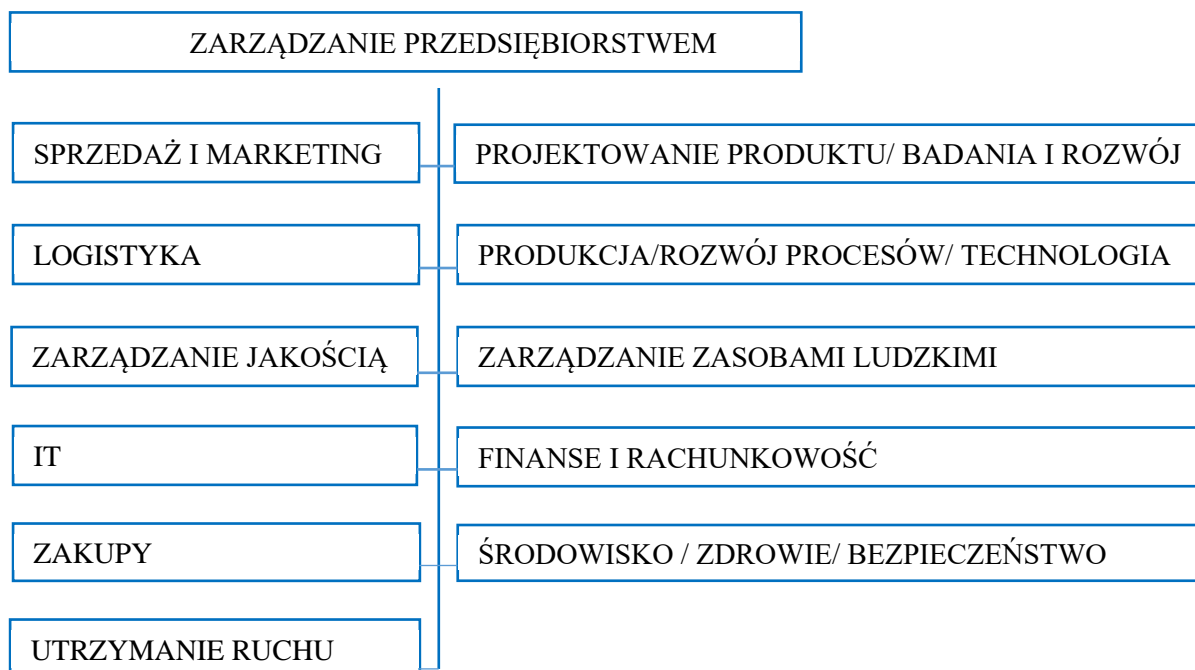 ZARZĄDZANIE PRZEDSIĘBIORSTWEM
SPRZEDAŻ I MARKETING
PROJEKTOWANIE PRODUKTU/ BADANIA I ROZWÓJ
LOGISTYKA
PRODUKCJA/ROZWÓJ PROCESÓW/ TECHNOLOGIA
ZARZĄDZANIE JAKOŚCIĄ
ZARZĄDZANIE ZASOBAMI LUDZKIMI
IT
FINANSE I RACHUNKOWOŚĆ
ZAKUPY
ŚRODOWISKO / ZDROWIE/ BEZPIECZEŃSTWO
UTRZYMANIE RUCHU